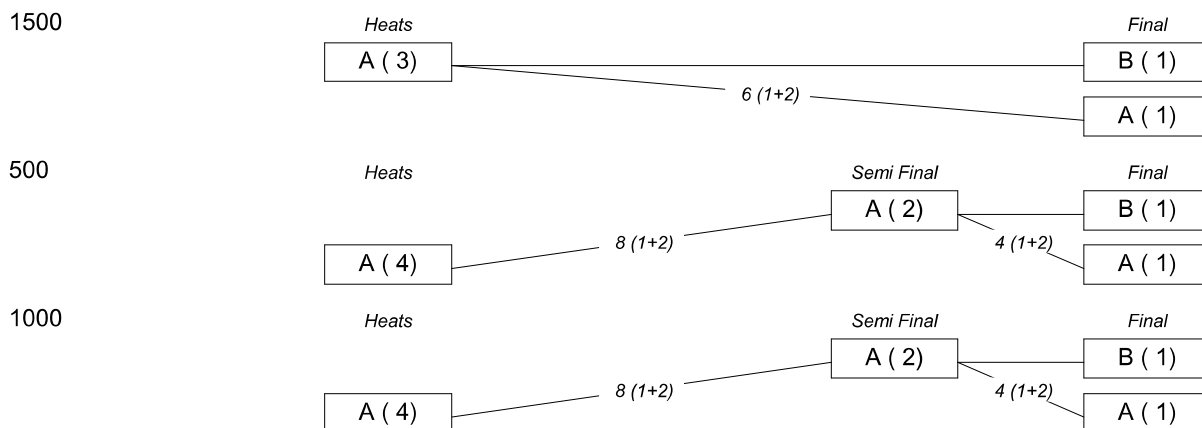 1500
Heats Final
A ( 3) B ( 1)
6 (1+2)
A ( 1)
500
Heats Semi Final Final
A ( 2) B ( 1)
8 (1+2) 4 (1+2)
A ( 4) A ( 1)
1000
Heats Semi Final Final
A ( 2) B ( 1)
8 (1+2) 4 (1+2)
A ( 4) A ( 1)